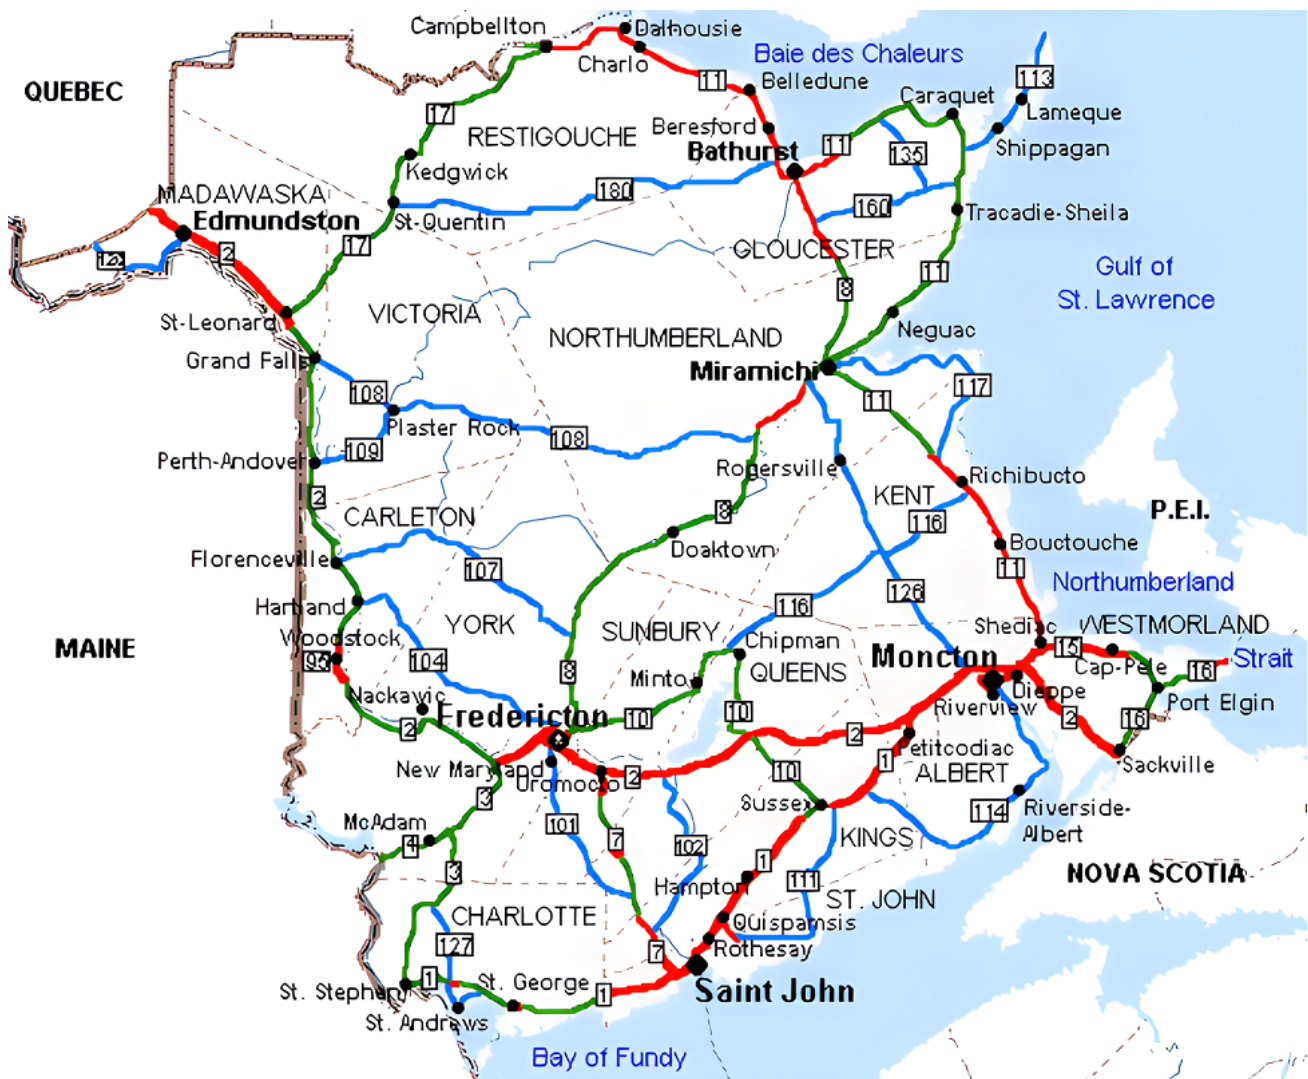 Campbellton
Dalhousie
Charlo
Baie des Chaleurs
QUEBEC
11
Belledune
113
17
Caraquet
Lameque
RESTIGOUCHE
Beresford
Bathurst
11
135
Shippagan
Kedgwick
MADAWASKA
180
Edmundston
St-Quentin
160
Tracadie-Sheila
17
2
GLOUCESTER
11
Gulf of
St. Lawrence
8
VICTORIA
St-Leonard
Neguac
NORTHUMBERLAND
Grand Falls
Miramichi
117
108
11
Plaster Rock
108
109
Perth-Andover
Rogersville
Richibucto
2
KENT
CARLETON
8
116
P.E.I.
Doaktown
Bouctouche
Florenceville
107
11
Northumberland
126
Hartland
116
YORK
SUNBURY
Shediac
WESTMORLAND
Woodstock
Chipman
MAINE
95
104
Moncton
15
Strait
8
QUEENS
Cap-Pele
16
Minto
Dieppe
Nackawic
Riverview
Port Elgin
Fredericton
10
10
2
2
16
2
Petitcodiac
1
New Maryland
Oromocto
2
10
ALBERT
Sackville
3
Sussex
Riverside-
Albert
114
McAdam
101
7
102
KINGS
4
1
3
NOVA SCOTIA
Hampton
111
ST. JOHN
CHARLOTTE
Quispamsis
127
7
Rothesay
St. Stephen
1
St. George
1
Saint John
St. Andrews
Bay of Fundy